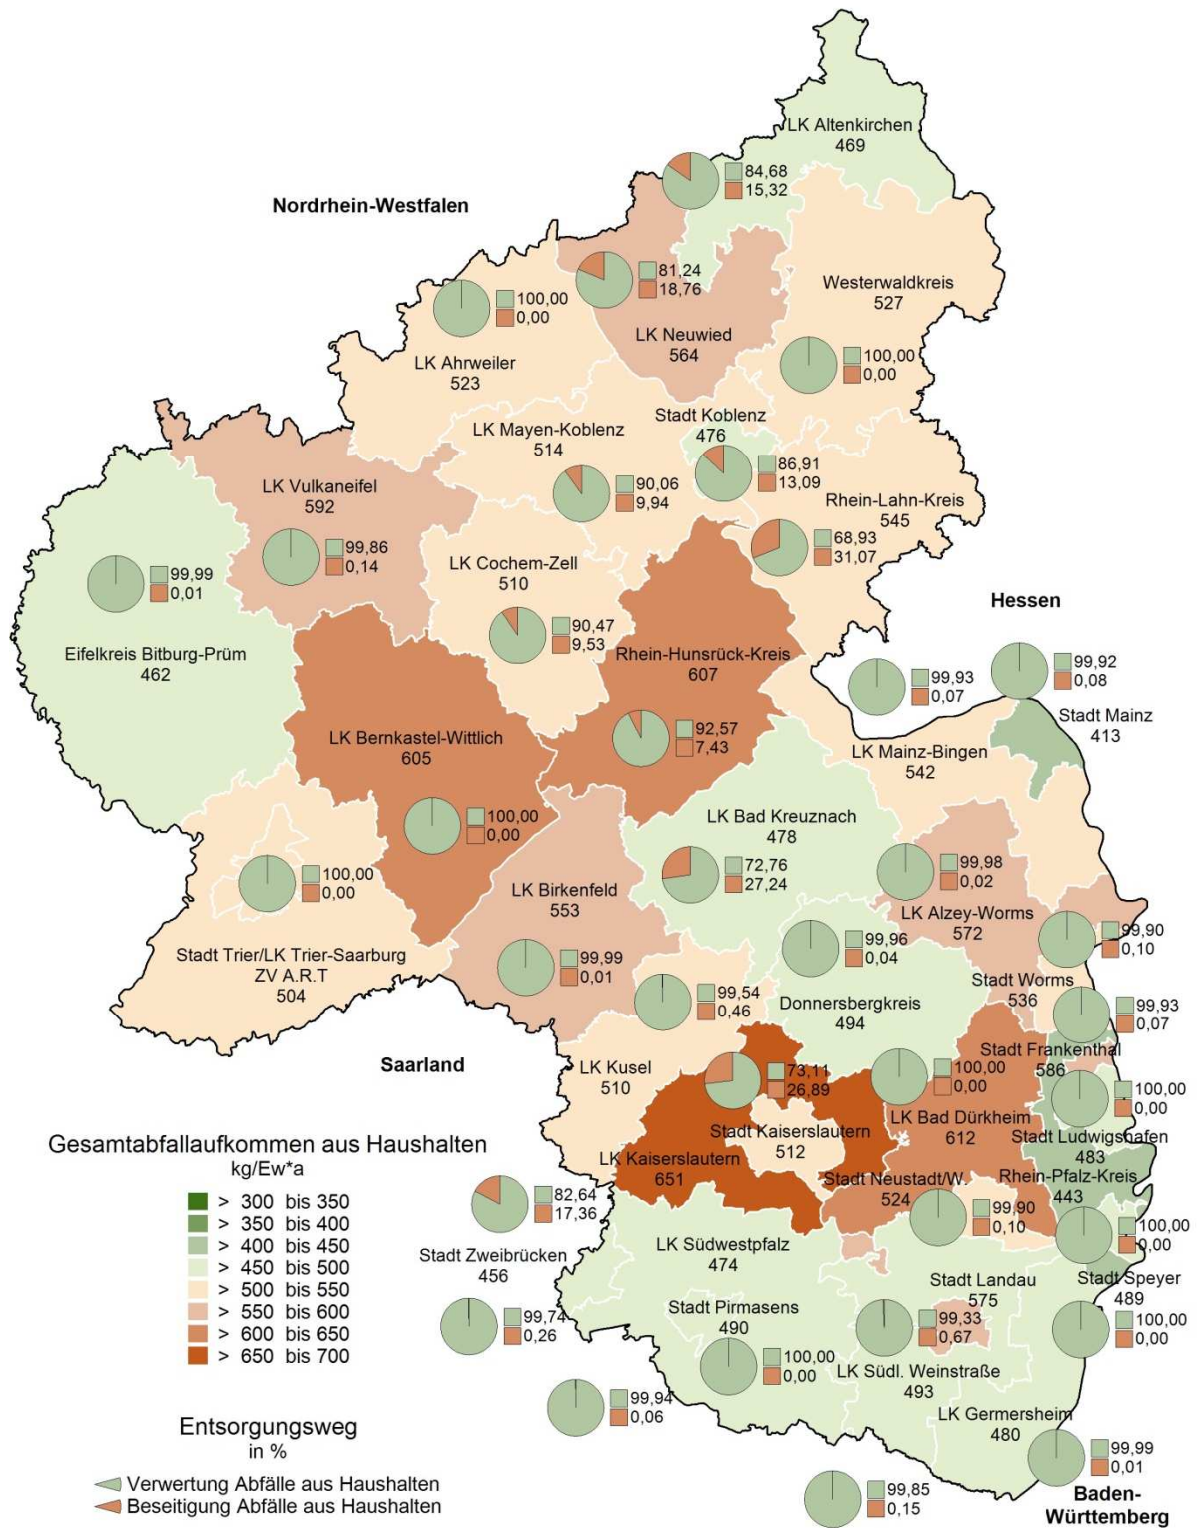 LK Altenkirchen
469
84,68
15,32
Nordrhein-Westfalen
81,24
18,76
Westerwaldkreis
527
100,00
0,00
LK Neuwied
564
100,00
0,00
LK Ahrweiler
523
Stadt Koblenz
476
LK Mayen-Koblenz
514
86,91
13,09
90,06
9,94
Rhein-Lahn-Kreis
545
LK Vulkaneifel
592
68,93
31,07
99,86
0,14
LK Cochem-Zell
510
99,99
0,01
Hessen
90,47
9,53
Eifelkreis Bitburg-Prüm
462
Rhein-Hunsrück-Kreis
607
99,93
0,07
99,92
0,08
Stadt Mainz
413
92,57
7,43
LK Bernkastel-Wittlich
605
LK Mainz-Bingen
542
100,00
0,00
LK Bad Kreuznach
478
72,76
27,24
99,98
0,02
100,00
0,00
LK Birkenfeld
553
LK Alzey-Worms
572
99,90
0,10
99,96
0,04
Stadt Trier/LK Trier-Saarburg
ZV A.R.T
504
99,99
0,01
99,54
0,46
Donnersbergkreis
494
Stadt Worms
536
99,93
0,07
Saarland
LK Kusel
510
73,11
26,89
100,00
0,00
Stadt Frankenthal
586
100,00
0,00
LK Bad Dürkheim
612
Stadt Kaiserslautern
512
Stadt Ludwigshafen
483
LK Kaiserslautern
651
Stadt Neustadt/W.
524
Rhein-Pfalz-Kreis
443
82,64
17,36
99,90
0,10
100,00
0,00
Stadt Zweibrücken
456
LK Südwestpfalz
474
Stadt Landau
575
Stadt Speyer
489
99,74
0,26
Stadt Pirmasens
490
99,33
0,67
100,00
0,00
100,00
0,00
LK Südl. Weinstraße
493
99,94
0,06
LK Germersheim
480
99,99
0,01
99,85
0,15
Baden-
Württemberg
Gesamtabfallaufkommen aus Haushalten
kg/Ew*a
> 300 bis 350
> 350 bis 400
> 400 bis 450
> 450 bis 500
> 500 bis 550
> 550 bis 600
> 600 bis 650
> 650 bis 700
Entsorgungsweg
in %
Verwertung Abfälle aus Haushalten
Beseitigung Abfälle aus Haushalten